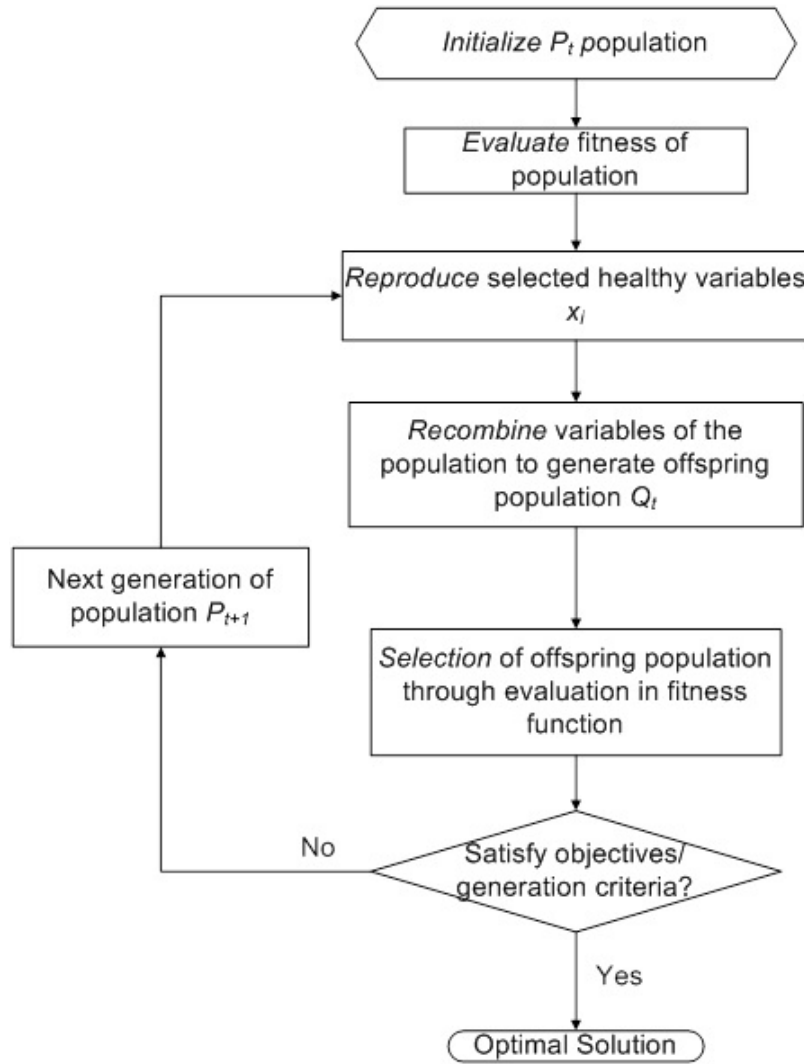 Initialize Pt population
Evaluate fitness of
population
Reproduce selected healthy variables
xi
Recombine variables of the
population to generate offspring
population Qt
Next generation of
population Pt+1
Selection of offspring population
through evaluation in fitness
function
No
Satisfy objectives/
generation criteria?
Yes
Optimal Solution